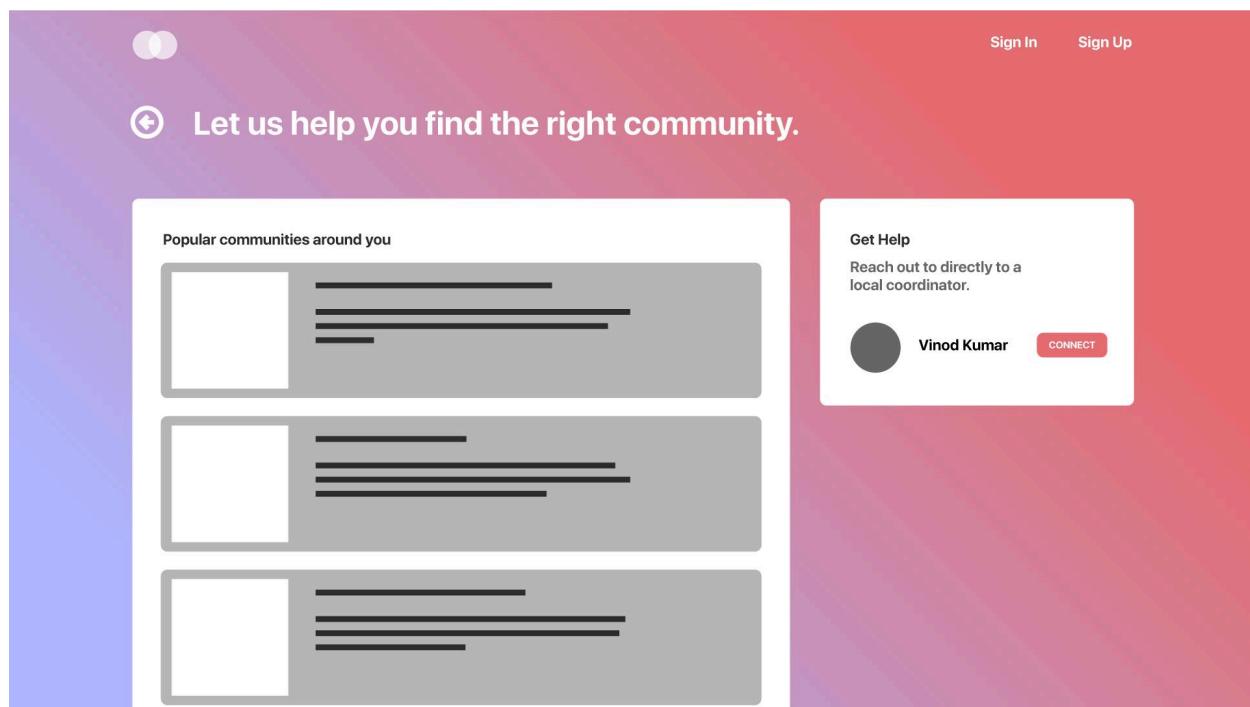 Sign In
Sign Up
Let us help you find the right community.
Popular communities around you
Get Help
Reach out to directly to a
local coordinator.
Vinod Kumar
CONNECT